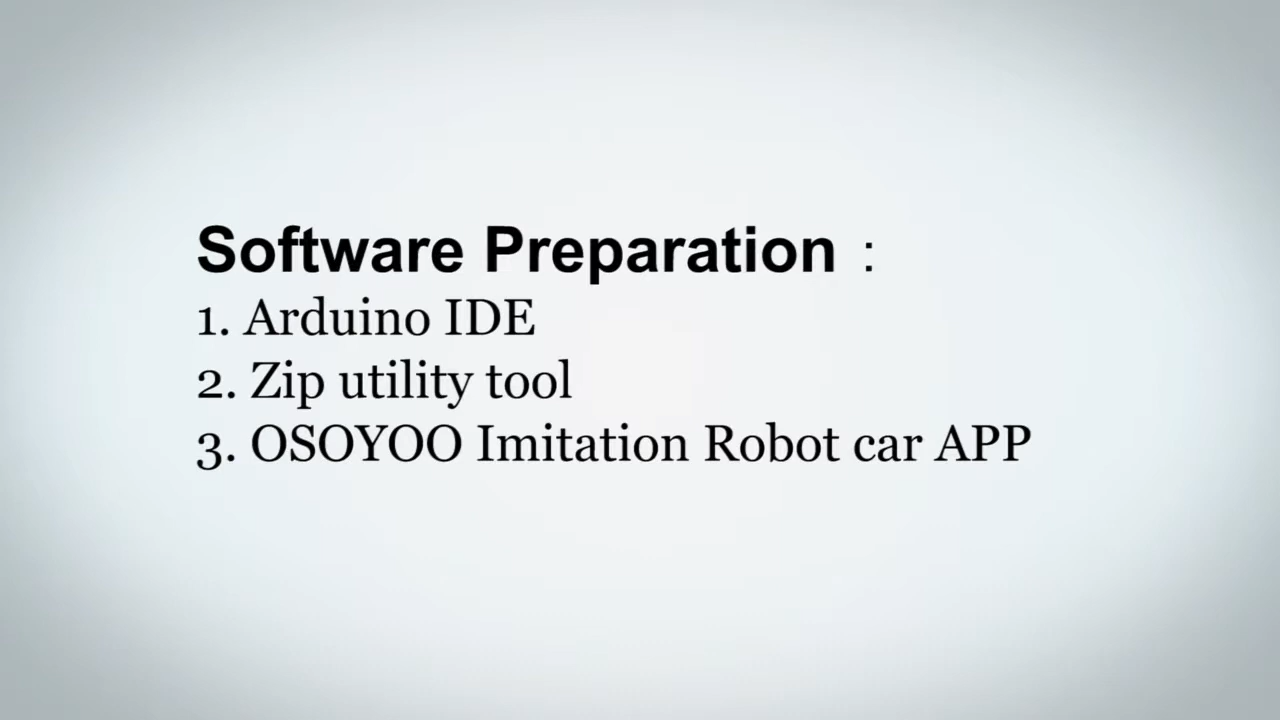 Software Preparation :
1. Arduino IDE
2. Zip utility tool
3. OSOYOO Imitation Robot car APP